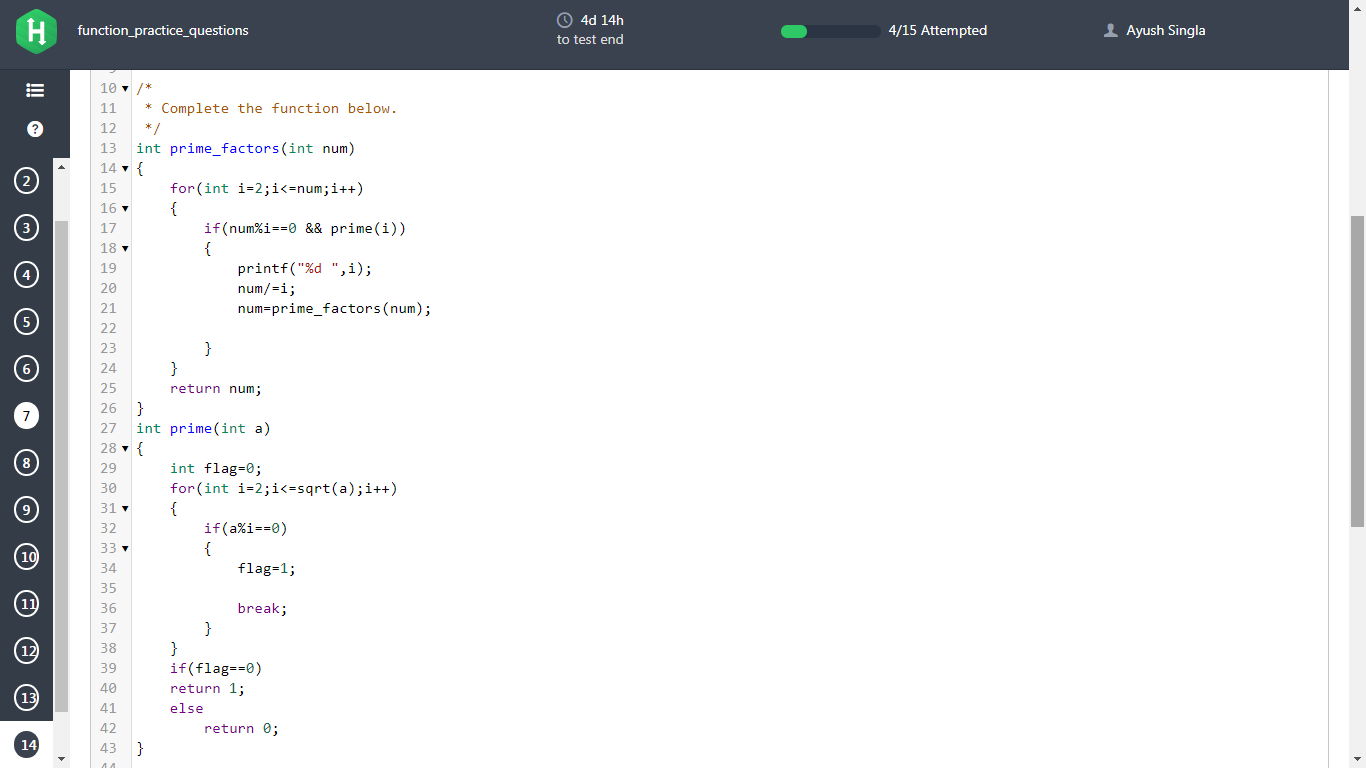 function_practice_questions
4d 14h
to test end
4/15 Attempted
Ayush Singla
?
2
3
4
5
6
7
8
9
10
11
12
13
14
9
10 /*
11 * Complete the function below.
12 */
13 int prime_factors(int num)
14 {
15 for(int i=2;i<=num;i++)
16 {
17 if(num%i==0 && prime(i))
18 {
19 printf("%d ",i);
20 num/=i;
21 num=prime_factors(num);
22
23 }
24 }
25 return num;
26 }
27 int prime(int a)
28 {
29 int flag=0;
30 for(int i=2;i<=sqrt(a);i++)
31 {
32 if(a%i==0)
33 {
34 flag=1;
35
36 break;
37 }
38 }
39 if(flag==0)
40 return 1;
41 else
42 return 0;
43 }
44